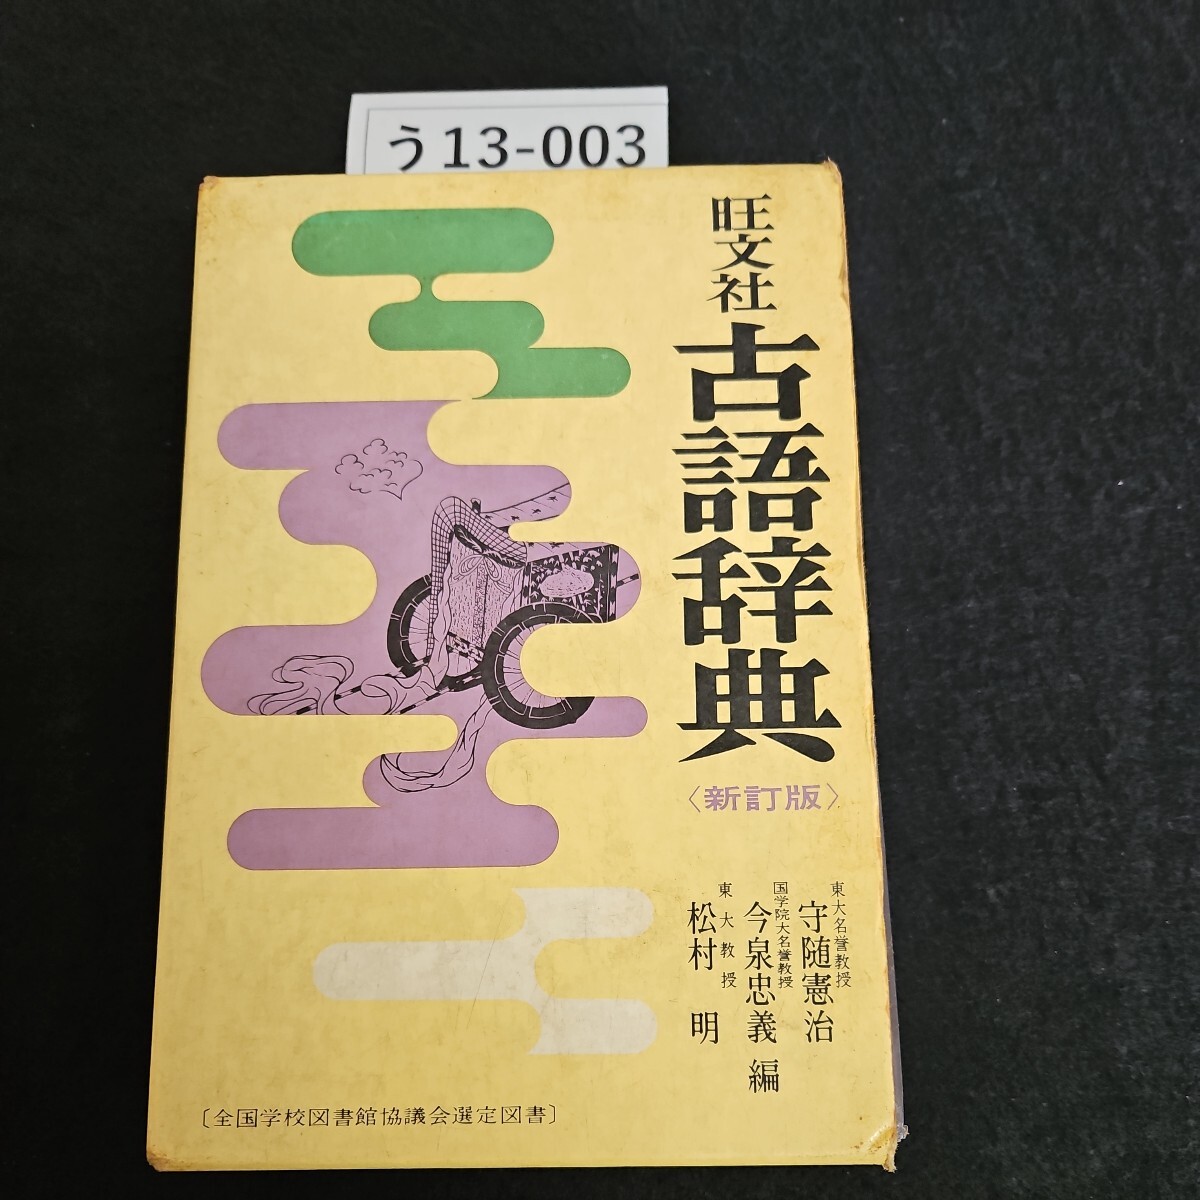 う13-003
旺文社
古語辞典
〈新訂版〉
東大名誉教授
守随憲治
国学院大名誉教授
今泉忠義 編
東大教授
松村 明
〔全国学校図書館協議会選定図書〕